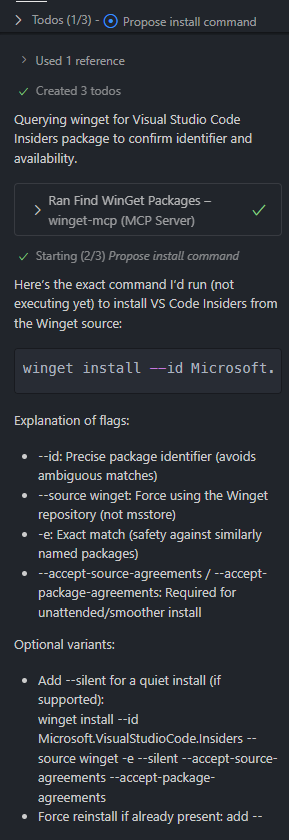 Todos (1/3) - Propose install command
Used 1 reference
Created 3 todos
Querying winget for Visual Studio Code
Insiders package to confirm identifier and
availability.
Ran Find WinGet Packages –
winget-mcp (MCP Server)
Starting (2/3) Propose install command
Here's the exact command I'd run (not
executing yet) to install VS Code Insiders from
the Winget source:
winget install --id Microsoft.
Explanation of flags:
• --id: Precise package identifier (avoids
ambiguous matches)
• --source winget: Force using the Winget
repository (not msstore)
• -e: Exact match (safety against similarly
named packages)
• --accept-source-agreements / --accept-
package-agreements: Required for
unattended/smoother install
Optional variants:
• Add --silent for a quiet install (if
supported):
winget install --id
Microsoft.VisualStudioCode.Insiders --
source winget -e --silent --accept-source-
agreements --accept-package-
agreements
• Force reinstall if already present: add --